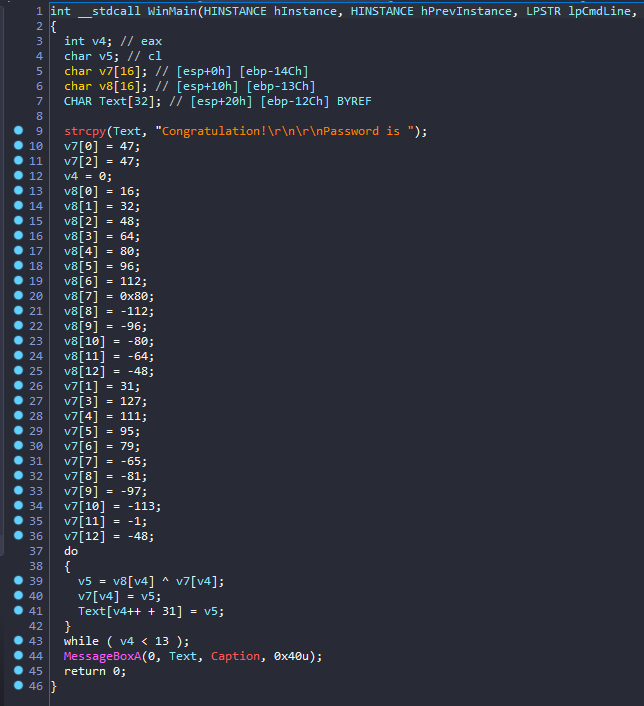 1 int __stdcall WinMain(HINSTANCE hInstance, HINSTANCE hPrevInstance, LPSTR lpCmdLine,
2 {
3   int v4; // eax
4   char v5; // cl
5   char v7[16]; // [esp+0h] [ebp-14Ch]
6   char v8[16]; // [esp+10h] [ebp-13Ch]
7   CHAR Text[32]; // [esp+20h] [ebp-12Ch] BYREF
8
9   strcpy(Text, "Congratulation!\r\n\r\nPassword is ");
10   v7[0] = 47;
11   v7[2] = 47;
12   v4 = 0;
13   v8[0] = 16;
14   v8[1] = 32;
15   v8[2] = 48;
16   v8[3] = 64;
17   v8[4] = 80;
18   v8[5] = 96;
19   v8[6] = 112;
20   v8[7] = 0x80;
21   v8[8] = -112;
22   v8[9] = -96;
23   v8[10] = -80;
24   v8[11] = -64;
25   v8[12] = -48;
26   v7[1] = 31;
27   v7[3] = 127;
28   v7[4] = 111;
29   v7[5] = 95;
30   v7[6] = 79;
31   v7[7] = -65;
32   v7[8] = -81;
33   v7[9] = -97;
34   v7[10] = -113;
35   v7[11] = -1;
36   v7[12] = -48;
37   do
38   {
39     v5 = v8[v4] ^ v7[v4];
40     v7[v4] = v5;
41     Text[v4++ + 31] = v5;
42   }
43   while ( v4 < 13 );
44   MessageBoxA(0, Text, Caption, 0x40u);
45   return 0;
46 }